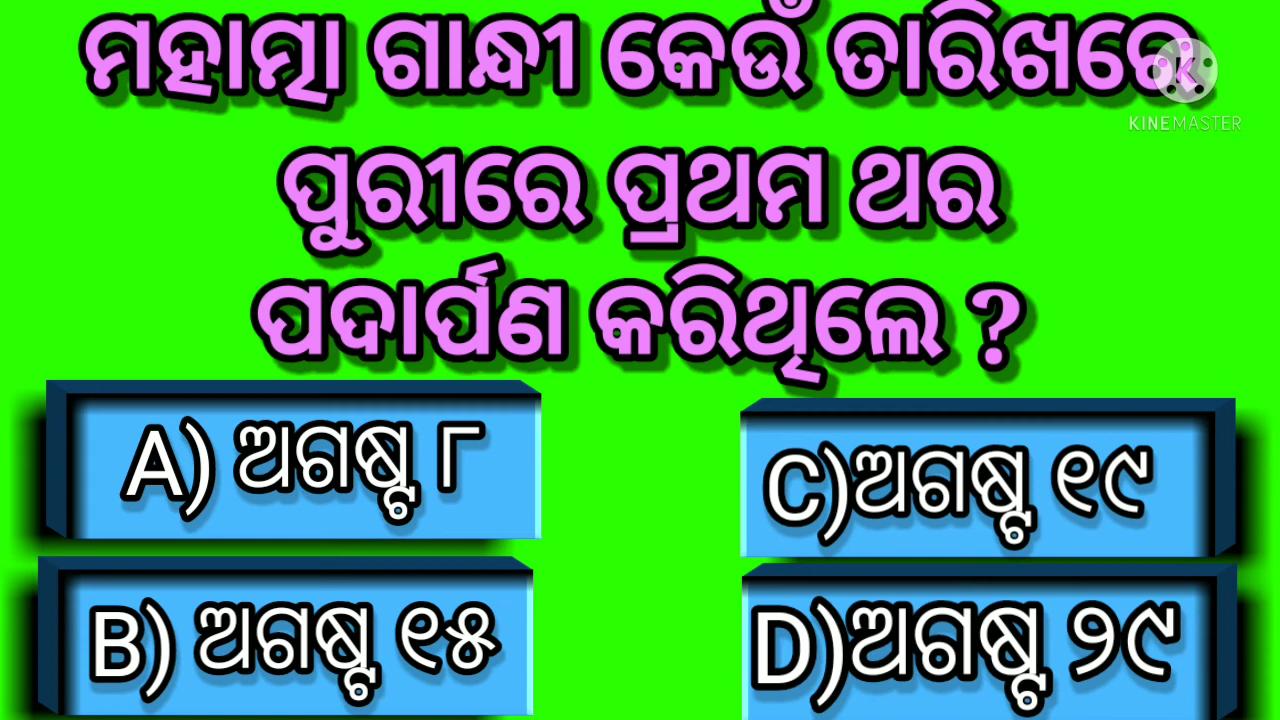 ମହାତ୍ମା ଗାନ୍ଧୀ କେଉଁ ତାରିଖରେ
KINEMASTER
ପୁରୀରେ ପ୍ରଥମ ଥର
ପଦାର୍ପଣ କରିଥିଲେ ?
A) ଅଗଷ୍ଟ ୮
C)ଅଗଷ୍ଟ ୧୯
B) ଅଗଷ୍ଟ ୧୫
D)ଅଗଷ୍ଟ ୨୯